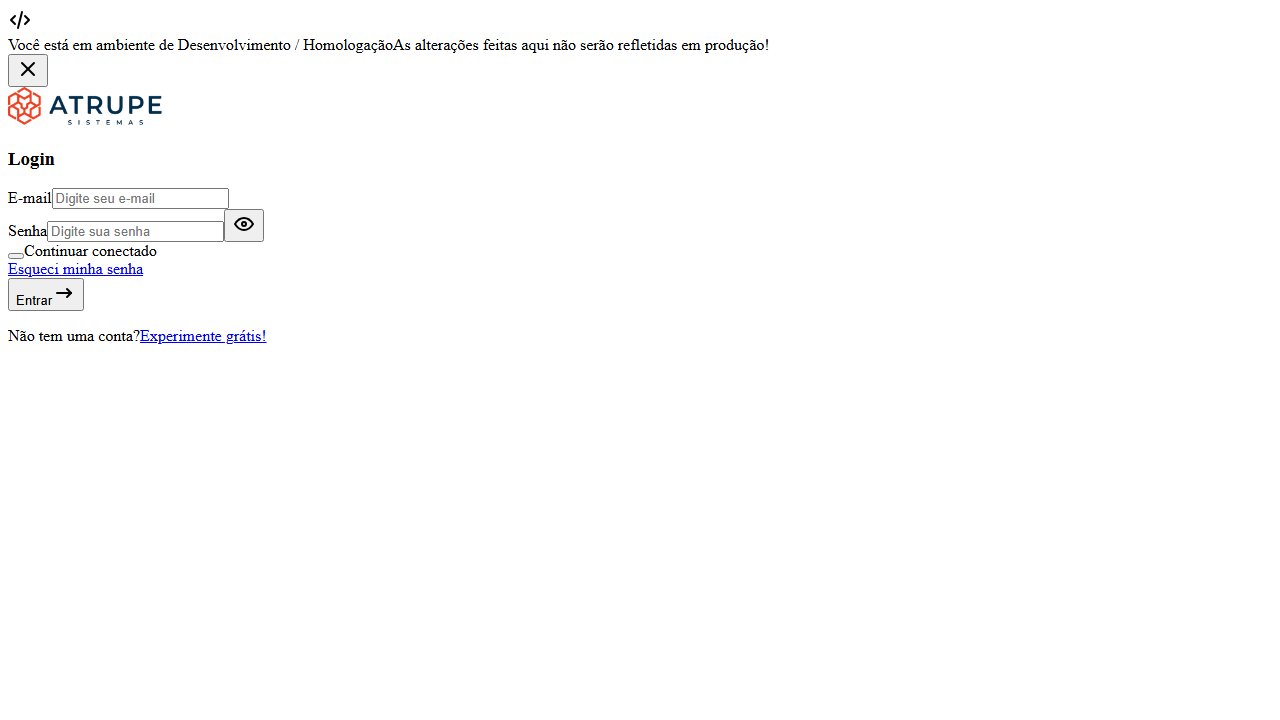 Você está em ambiente de Desenvolvimento / HomologaçãoAs alterações feitas aqui não serão refletidas em produção!
ATRUPE
SISTEMAS
Login
E-mail Digite seu e-mail
Senha Digite sua senha
Continuar conectado
Esqueci minha senha
Entrar
Não tem uma conta?Experimente grátis!